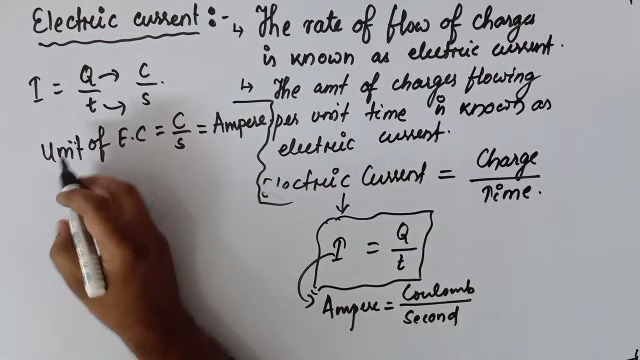 Electric current :-
↳ The rate of flow of charges
is known as electric current.
↳ The amt of charges flowing
per unit time is known as
electric current.
I = Q/t → C/s
Unit of E.C = C/s = Ampere
Electric Current = Charge/Time.
I = Q/t
Ampere = Coulomb/Second